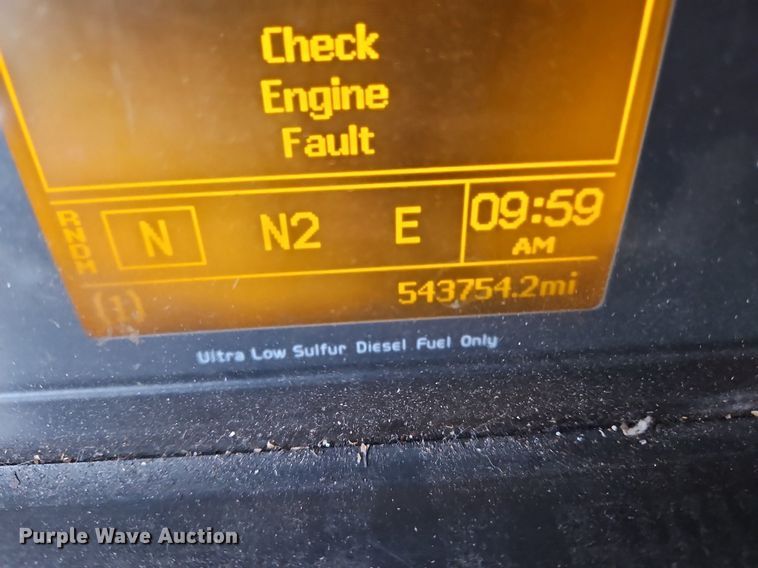 Check
Engine
Fault
RNDM
N N2 E 09:59
AM
(1)
543754.2mi
Ultra Low Sulfur Diesel Fuel Only
Purple Wave Auction